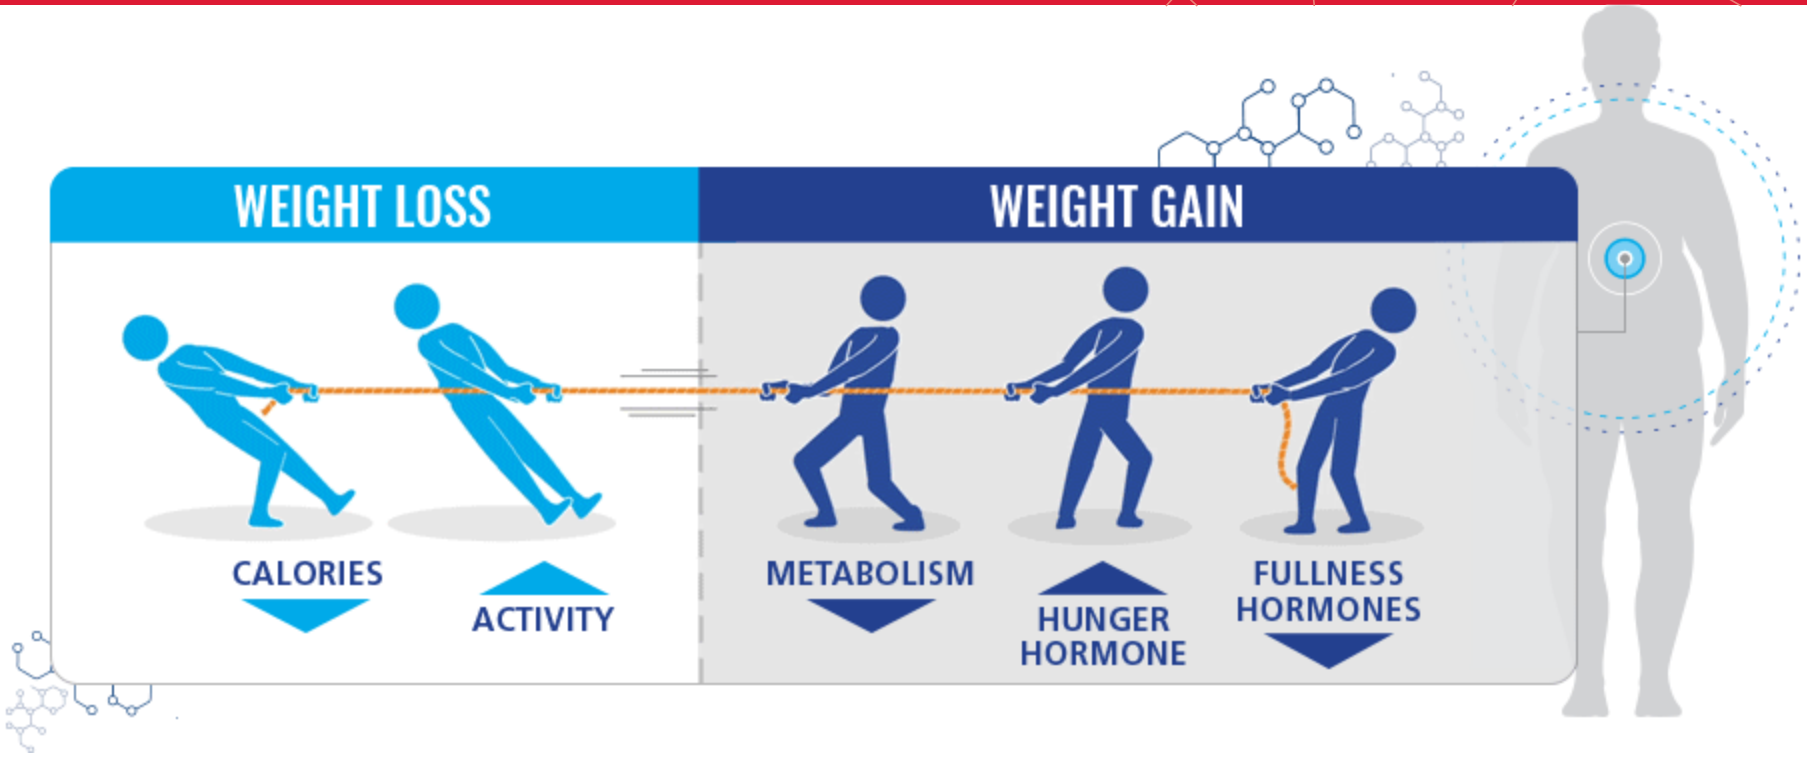 WEIGHT LOSS
WEIGHT GAIN
CALORIES
ACTIVITY
METABOLISM
HUNGER
HORMONE
FULLNESS
HORMONES